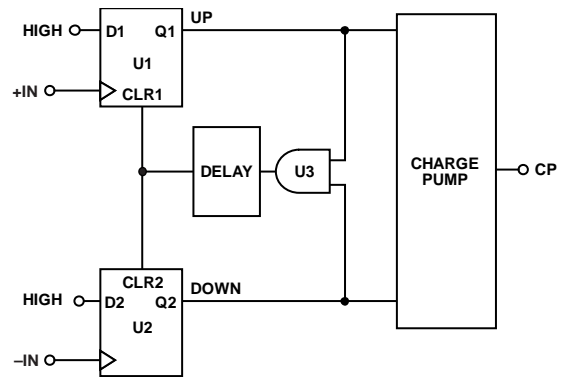 UP
HIGH
D1
Q1
U1
+IN
CLR1
DELAY
U3
CHARGE
PUMP
CP
CLR2
DOWN
HIGH
D2
Q2
U2
–IN